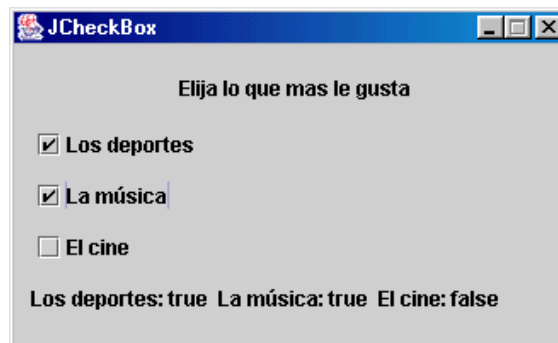 JCheckBox
Elija lo que mas le gusta
Los deportes
La música
El cine
Los deportes: true La música: true El cine: false